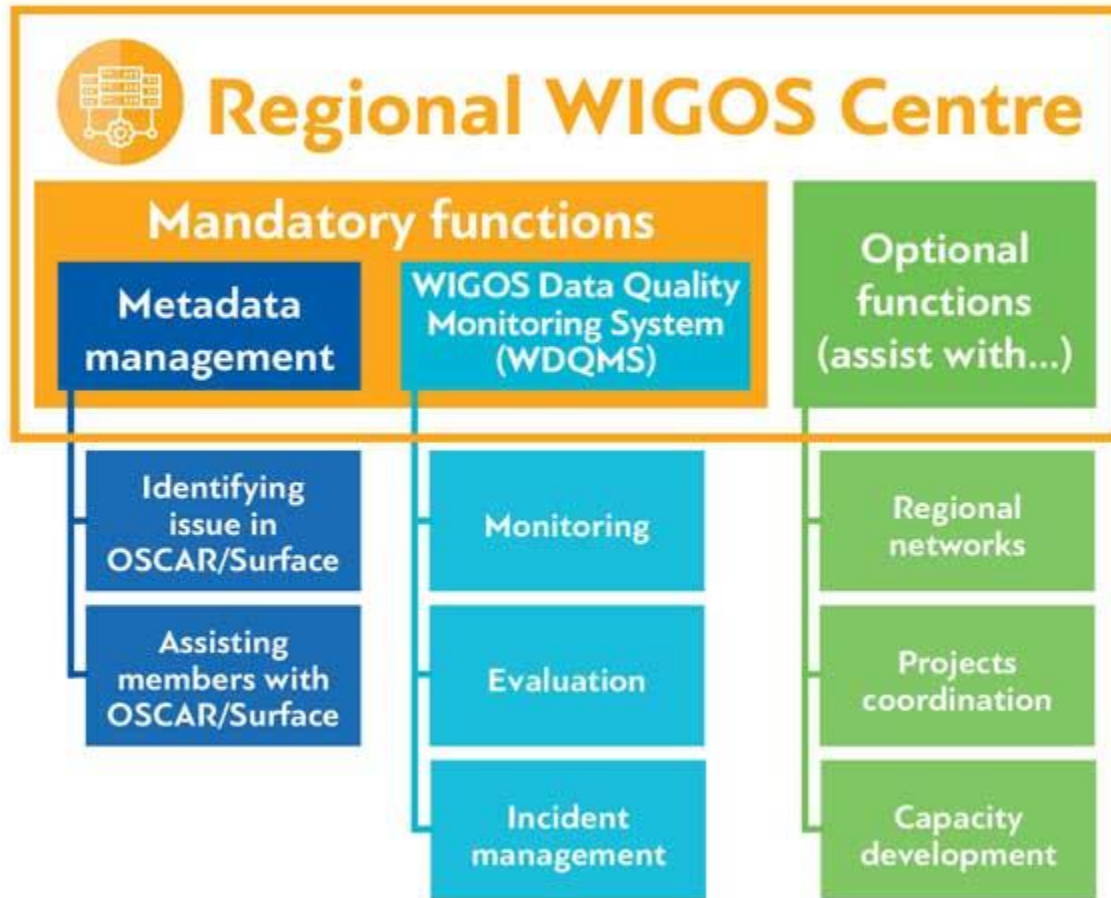 Regional WIGOS Centre
Mandatory functions
Metadata
management
WIGOS Data Quality
Monitoring System
(WDQMS)
Optional
functions
(assist with...)
Identifying
issue in
OSCAR/Surface
Assisting
members with
OSCAR/Surface
Monitoring
Evaluation
Incident
management
Regional
networks
Projects
coordination
Capacity
development